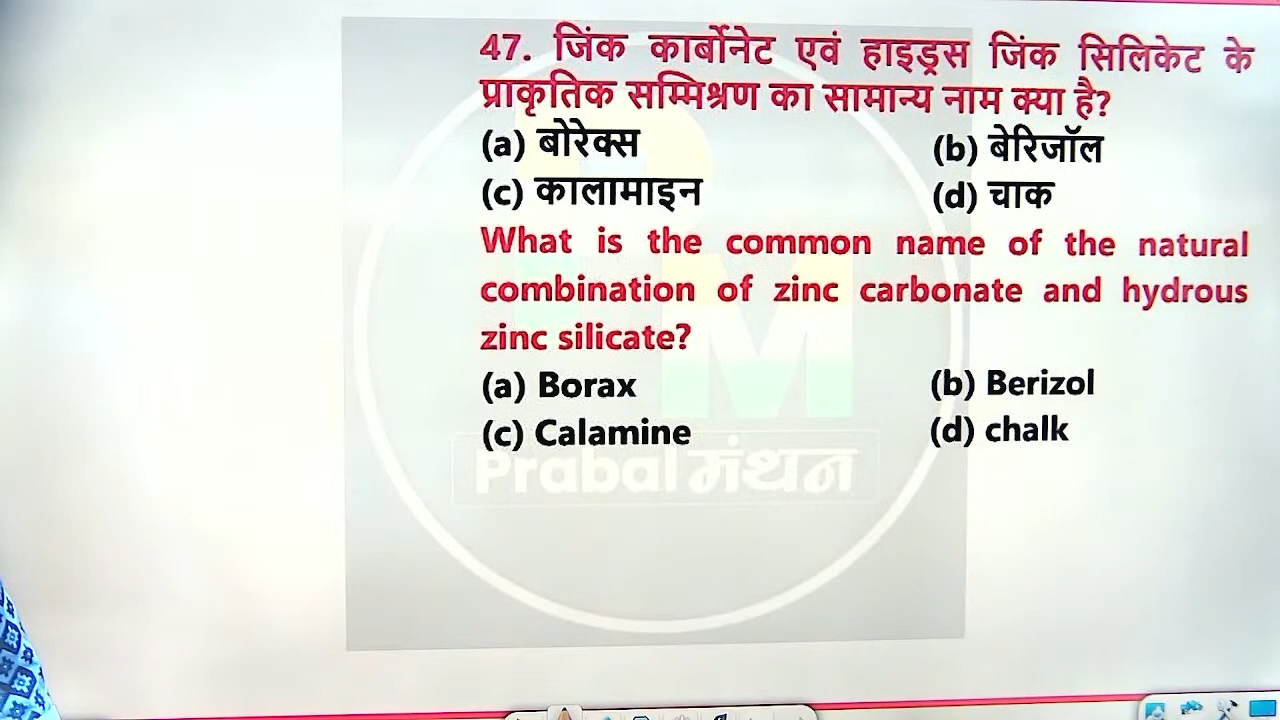 47. जिंक कार्बोनेट एवं हाइड्रस जिंक सिलिकेट के
प्राकृतिक सम्मिश्रण का सामान्य नाम क्या है?
(a) बोरेक्स (b) बेरिजॉल
(c) कालामाइन (d) चाक
What is the common name of the natural
combination of zinc carbonate and hydrous
zinc silicate?
(a) Borax (b) Berizol
(c) Calamine (d) chalk
M
Prabal मंथन